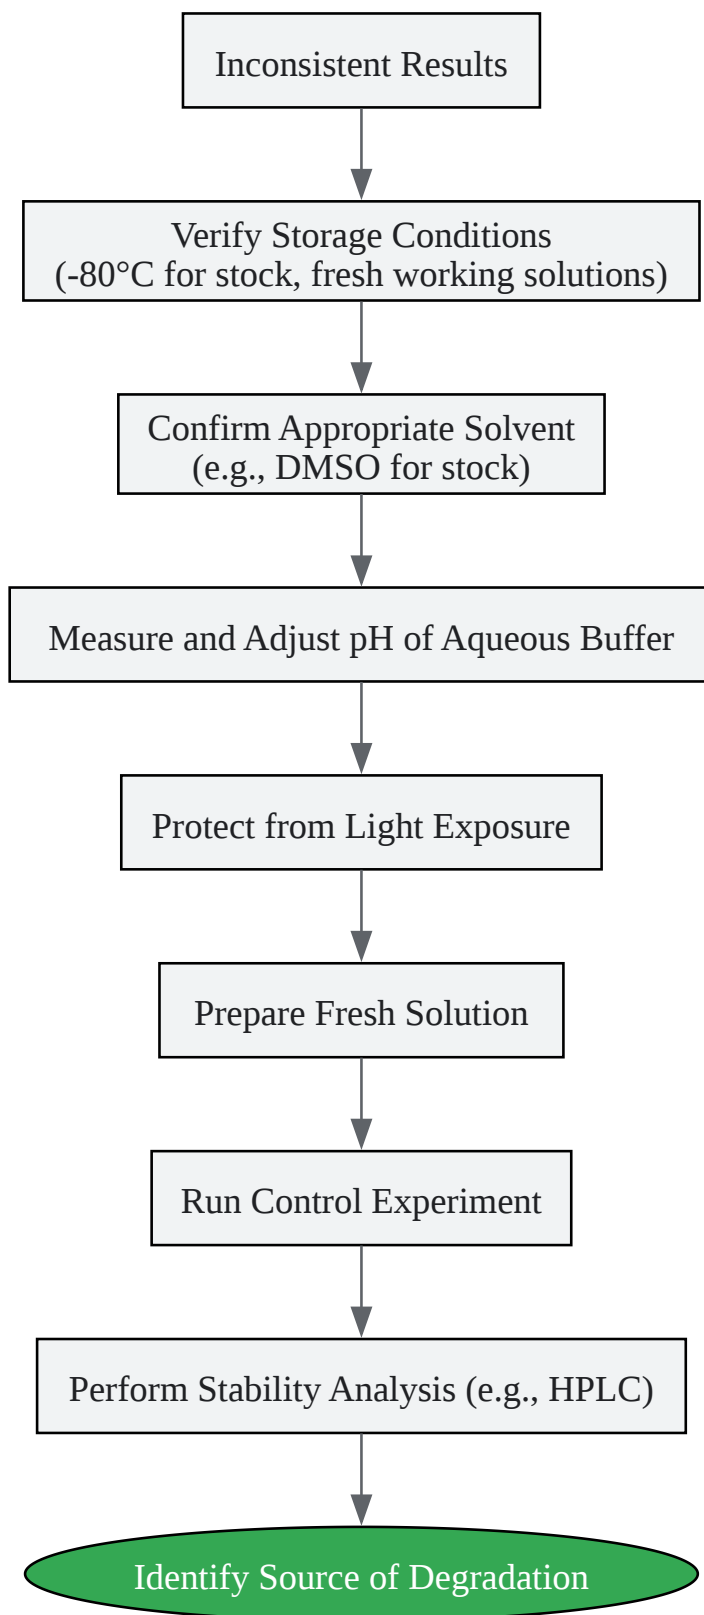 Inconsistent Results
Verify Storage Conditions
(-80°C for stock, fresh working solutions)
Confirm Appropriate Solvent
(e.g., DMSO for stock)
Measure and Adjust pH of Aqueous Buffer
Protect from Light Exposure
Prepare Fresh Solution
Run Control Experiment
Perform Stability Analysis (e.g., HPLC)
Identify Source of Degradation